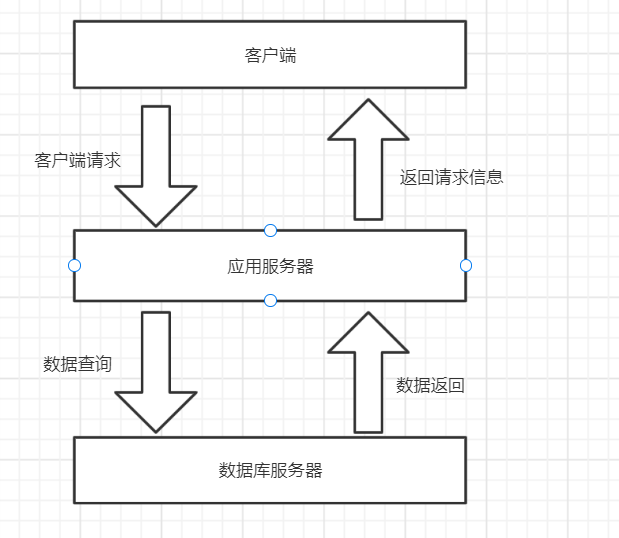 客户端
客户端请求
返回请求信息
应用服务器
数据查询
数据返回
数据库服务器